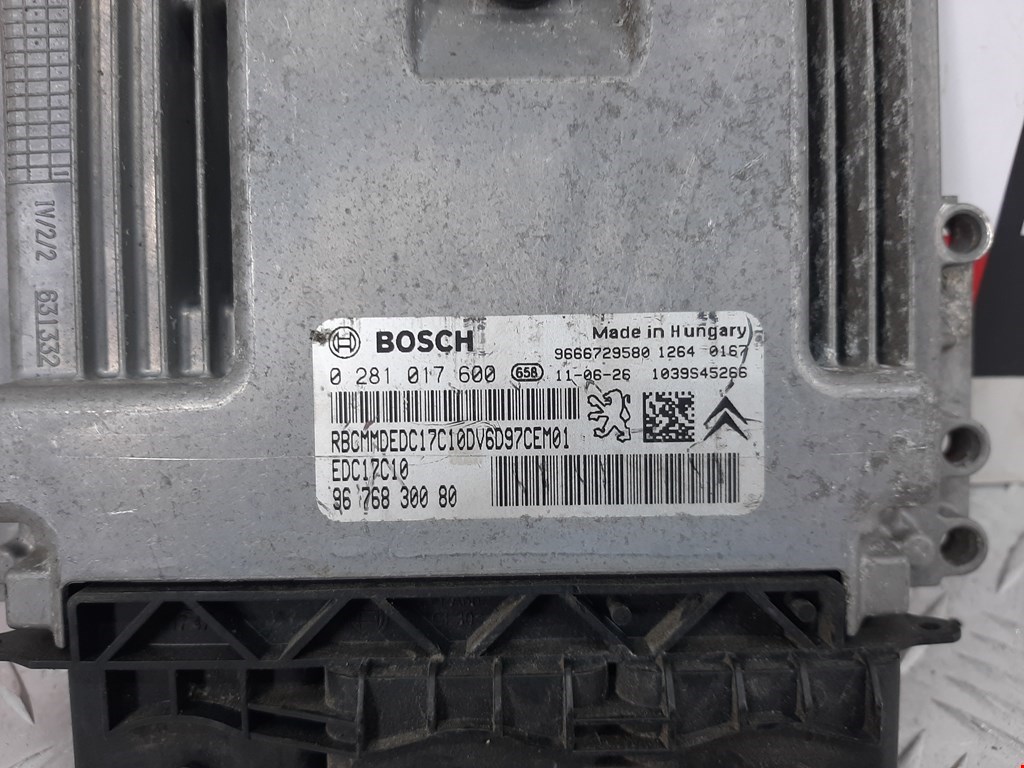 IV/2/2 631332
BOSCH
Made in Hungary
9666729580 1264 0167
0 281 017 600 658 11-06-26 1039S45266
RBCMMDEDC17C10DV6D97CEM01
EDC17C10
96 768 300 80